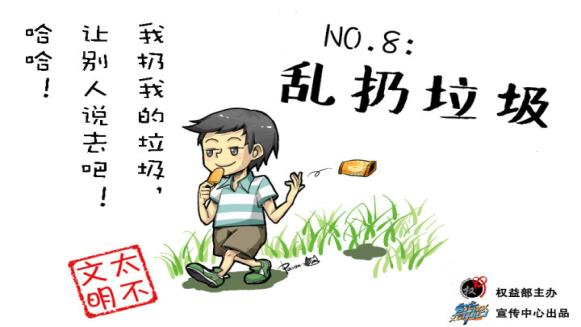 NO.8:
乱扔垃圾
我扔我的垃圾，
让别人说去吧！
哈哈！
太不
文明
权
权益部主办
宣传中心出品